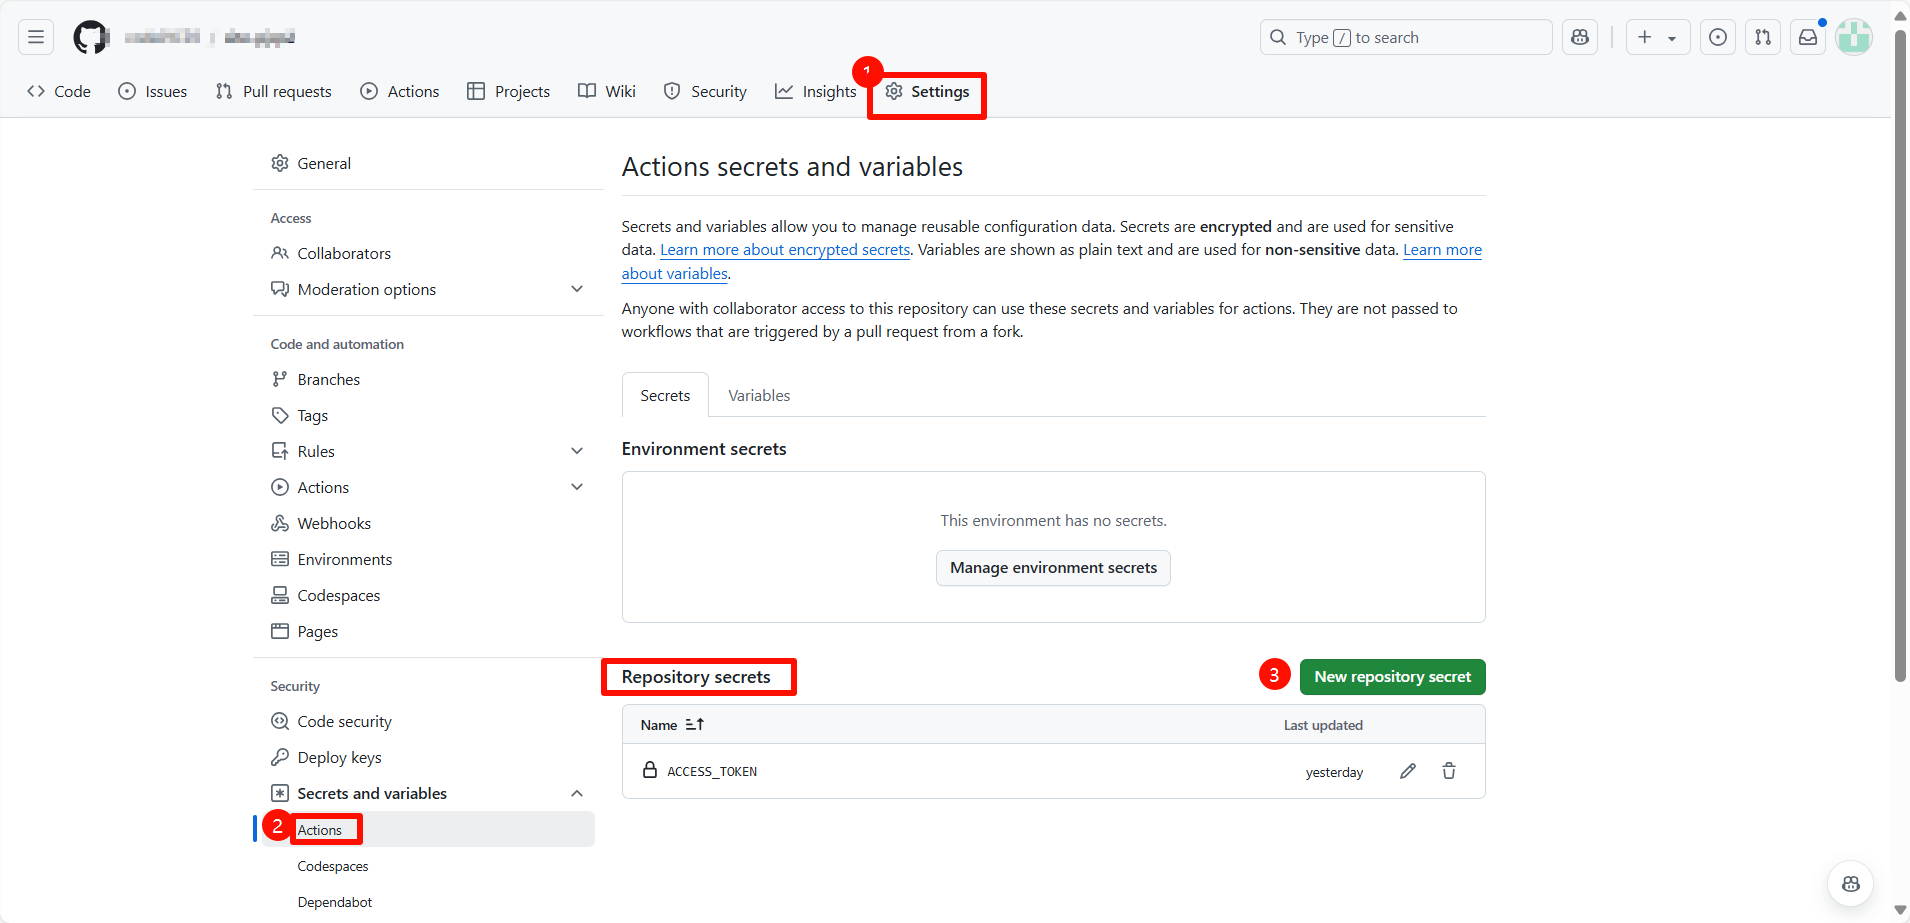 Type / to search
Code
Issues
Pull requests
Actions
Projects
Wiki
Security
Insights
1
Settings
General
Access
Collaborators
Moderation options
Code and automation
Branches
Tags
Rules
Actions
Webhooks
Environments
Codespaces
Pages
Security
Code security
Deploy keys
Secrets and variables
2
Actions
Codespaces
Dependabot
Actions secrets and variables
Secrets and variables allow you to manage reusable configuration data. Secrets are encrypted and are used for sensitive
data. Learn more about encrypted secrets. Variables are shown as plain text and are used for non-sensitive data. Learn more
about variables.
Anyone with collaborator access to this repository can use these secrets and variables for actions. They are not passed to
workflows that are triggered by a pull request from a fork.
Secrets
Variables
Environment secrets
This environment has no secrets.
Manage environment secrets
Repository secrets
3
New repository secret
Name
Last updated
ACCESS_TOKEN
yesterday